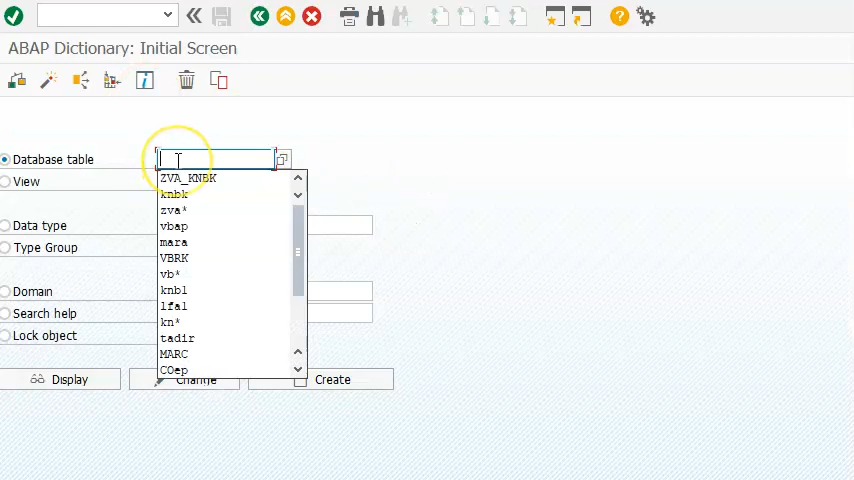 ABAP Dictionary: Initial Screen
Database table
View
ZVA_KNBK
knbk
zva*
vbap
mara
VBRK
vb*
knb1
lfa1
kn*
tadir
MARC
COep
Data type
Type Group
Domain
Search help
Lock object
Display
Change
Create